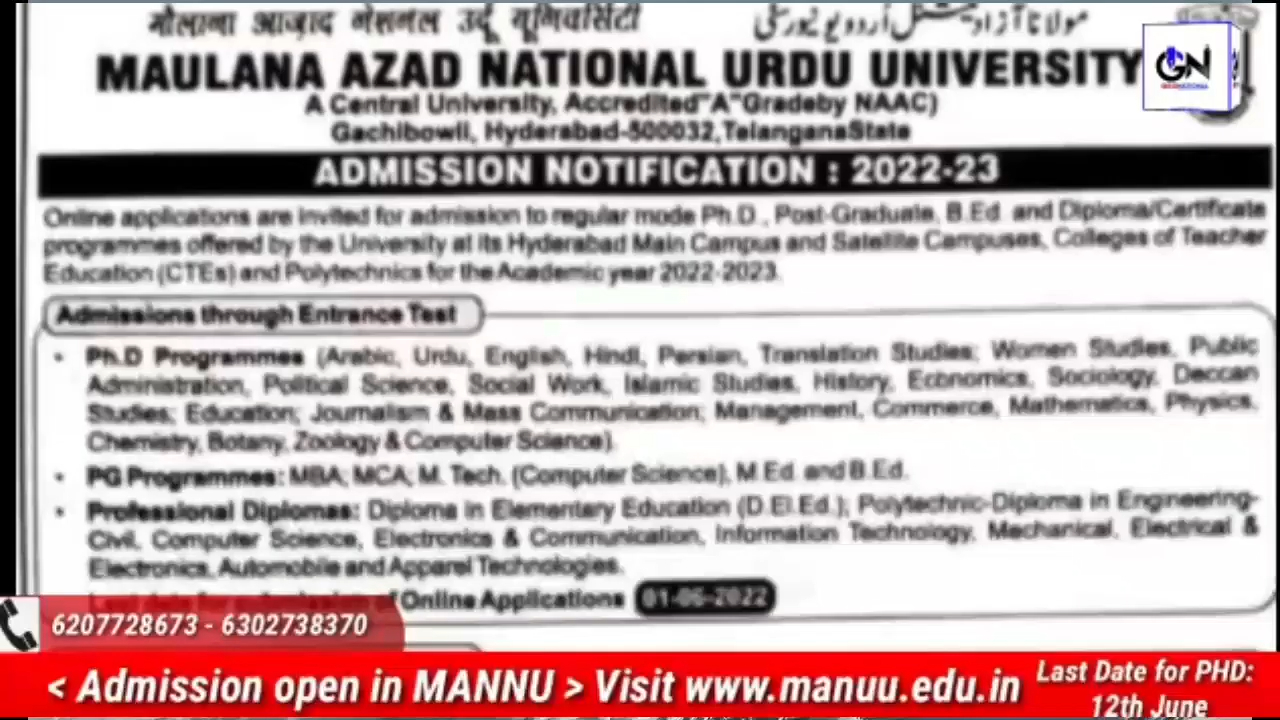 मौलाना आज़ाद नेशनल उर्दू यूनिवर्सिटी
مولانا آزاد نیشنل اُردو یونیورسٹی
MAULANA AZAD NATIONAL URDU UNIVERSITY
GN
A Central University, Accredited "A" Gradeby NAAC)
Gachibowli, Hyderabad-500032,TelanganaState
ADMISSION NOTIFICATION : 2022-23
Online applications are invited for admission to regular mode Ph.D., Post-Graduate, B.Ed. and Diploma/Certificate
programmes offered by the University at its Hyderabad Main Campus and Satellite Campuses, Colleges of Teacher
Education (CTEs) and Polytechnics for the Academic year 2022-2023.
Admissions through Entrance Test
• Ph.D Programmes (Arabic, Urdu, English, Hindi, Persian, Translation Studies; Women Studies, Public
Administration, Political Science, Social Work, Islamic Studies, History, Economics, Sociology, Deccan
Studies; Education; Journalism & Mass Communication; Management, Commerce, Mathematics, Physics,
Chemistry, Botany, Zoology & Computer Science).
• PG Programmes: MBA; MCA; M. Tech. (Computer Science), M.Ed. and B.Ed.
• Professional Diplomas: Diploma in Elementary Education (D.El.Ed.); Polytechnic-Diploma in Engineering-
Civil, Computer Science, Electronics & Communication, Information Technology, Mechanical, Electrical &
Electronics, Automobile and Apparel Technologies.
of Online Applications 01-06-2022
6207728673 - 6302738370
< Admission open in MANNU > Visit www.manuu.edu.in
Last Date for PHD:
12th June